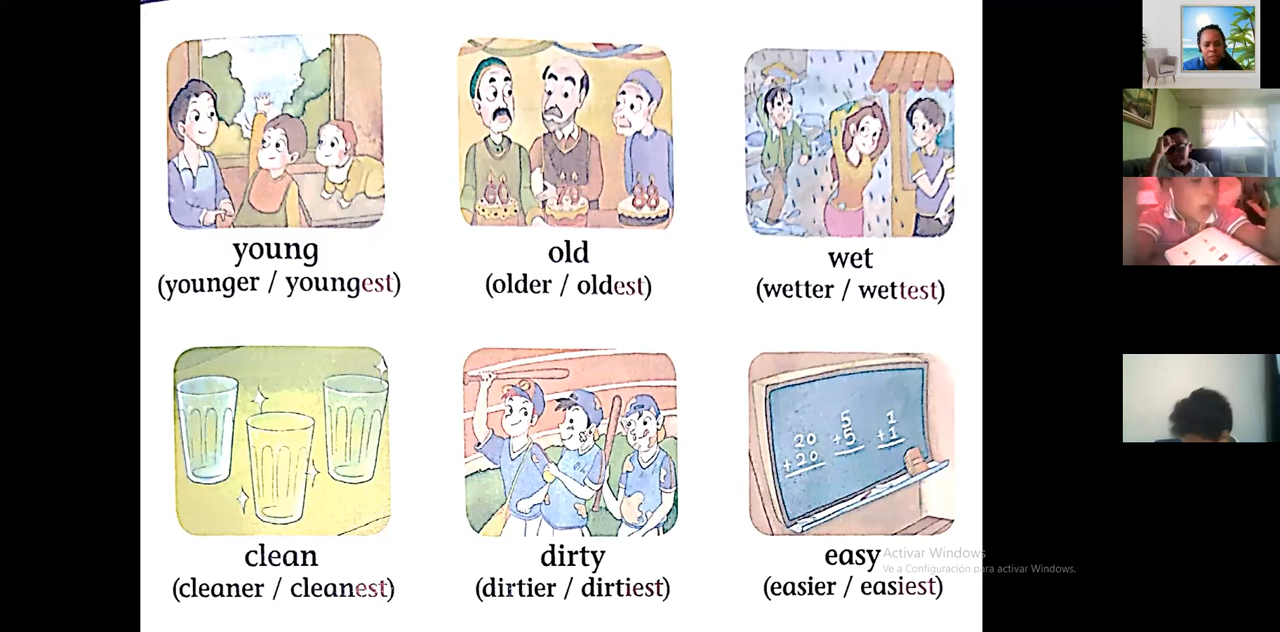 young
(younger / youngest)
old
(older / oldest)
wet
(wetter / wettest)
20
+20
5
+5
1
+1
clean
(cleaner / cleanest)
dirty
(dirtier / dirtiest)
easy
(easier / easiest)
Activar Windows
Ve a Configuración para activar Windows.